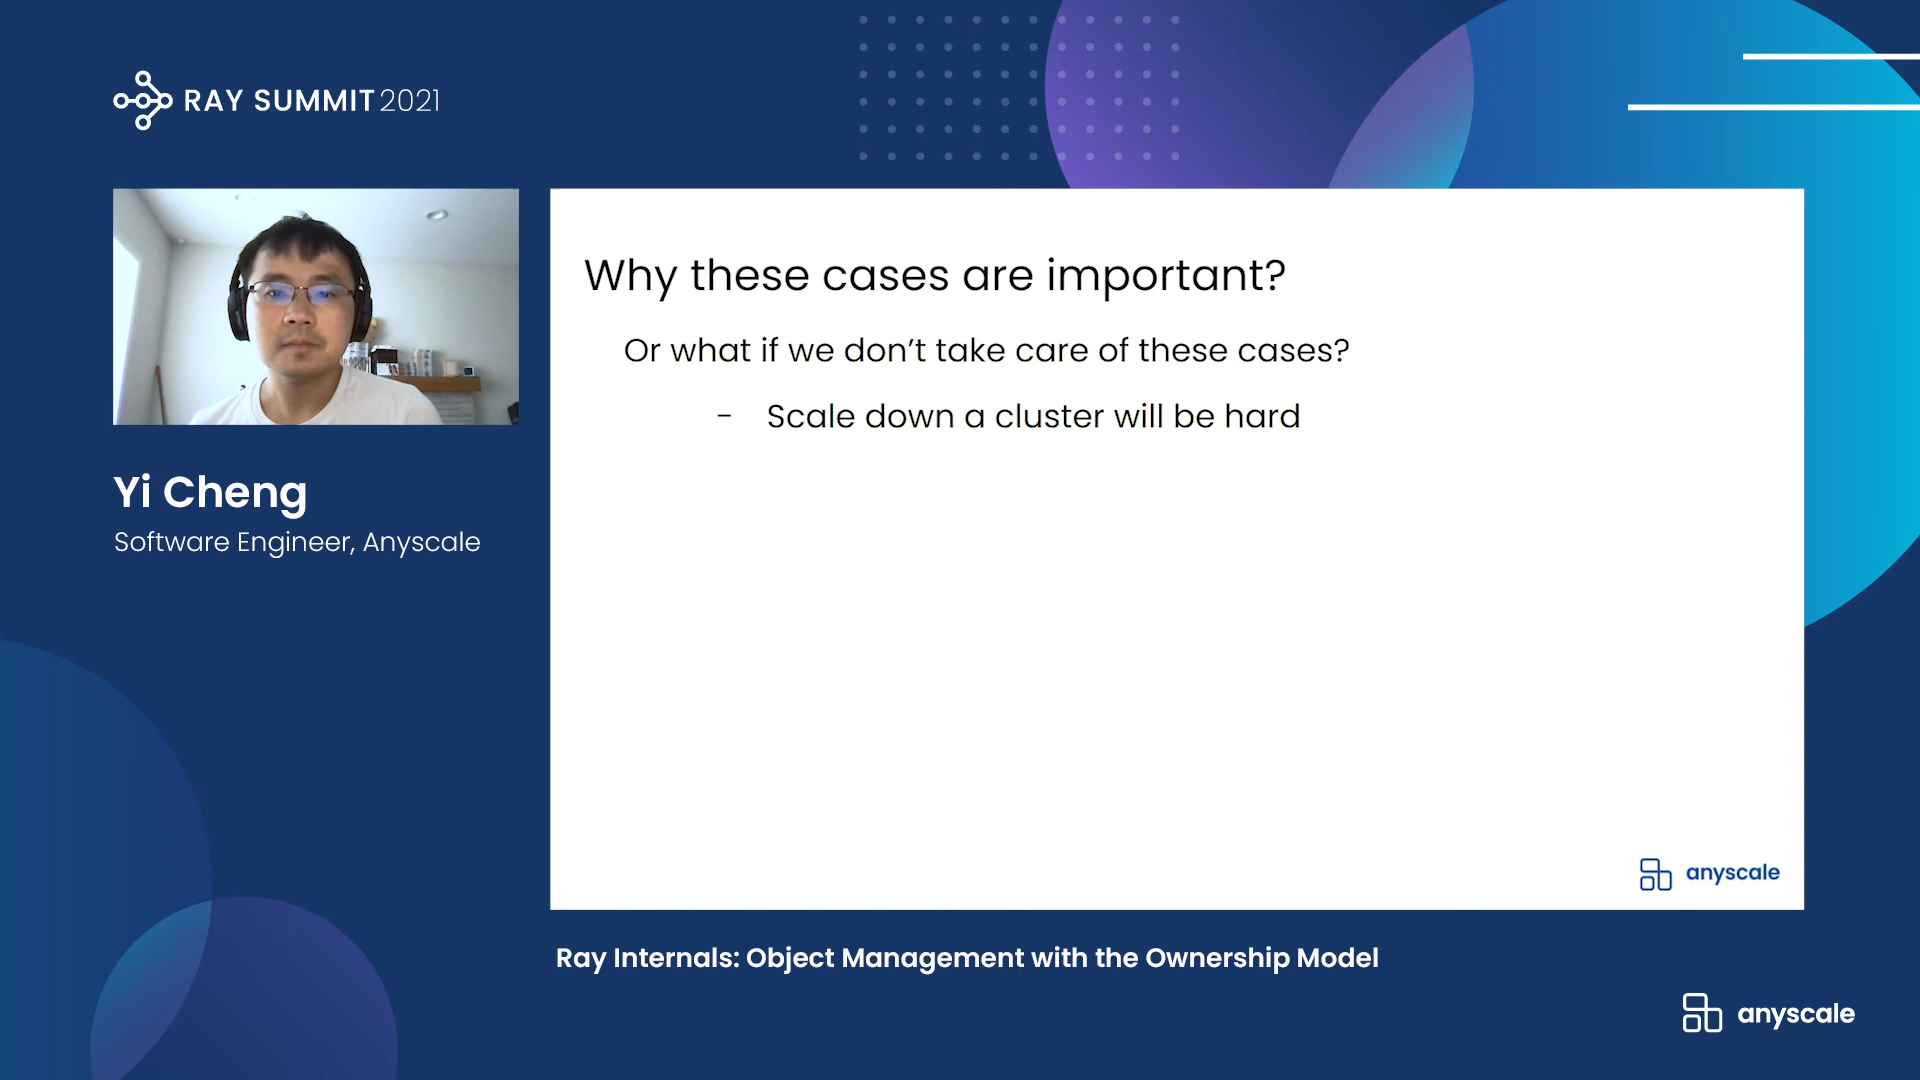 RAY SUMMIT 2021
Yi Cheng
Software Engineer, Anyscale
Why these cases are important?
Or what if we don’t take care of these cases?
- Scale down a cluster will be hard
anyscale
Ray Internals: Object Management with the Ownership Model
anyscale